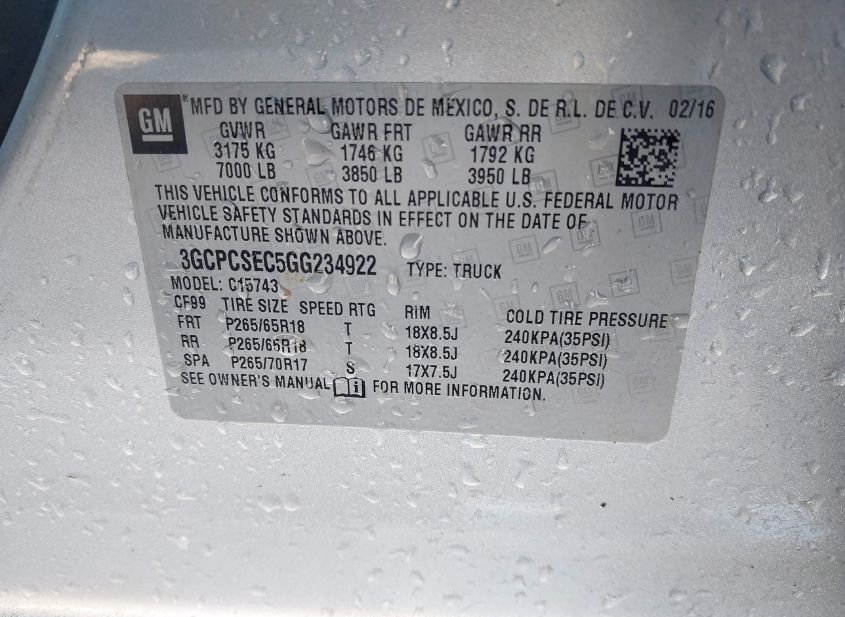 GM ® MFD BY GENERAL MOTORS DE MEXICO, S. DE R.L. DE C.V. 02/16
GVWR GAWR FRT GAWR RR
3175 KG 1746 KG 1792 KG
7000 LB 3850 LB 3950 LB
THIS VEHICLE CONFORMS TO ALL APPLICABLE U.S. FEDERAL MOTOR
VEHICLE SAFETY STANDARDS IN EFFECT ON THE DATE OF
MANUFACTURE SHOWN ABOVE.
3GCPCSEC5GG234922 TYPE: TRUCK
MODEL: C15743
CF99 TIRE SIZE SPEED RTG RIM COLD TIRE PRESSURE
FRT P265/65R18 T 18X8.5J 240KPA(35PSI)
RR P265/65R18 T 18X8.5J 240KPA(35PSI)
SPA P265/70R17 S 17X7.5J 240KPA(35PSI)
SEE OWNER'S MANUAL FOR MORE INFORMATION.